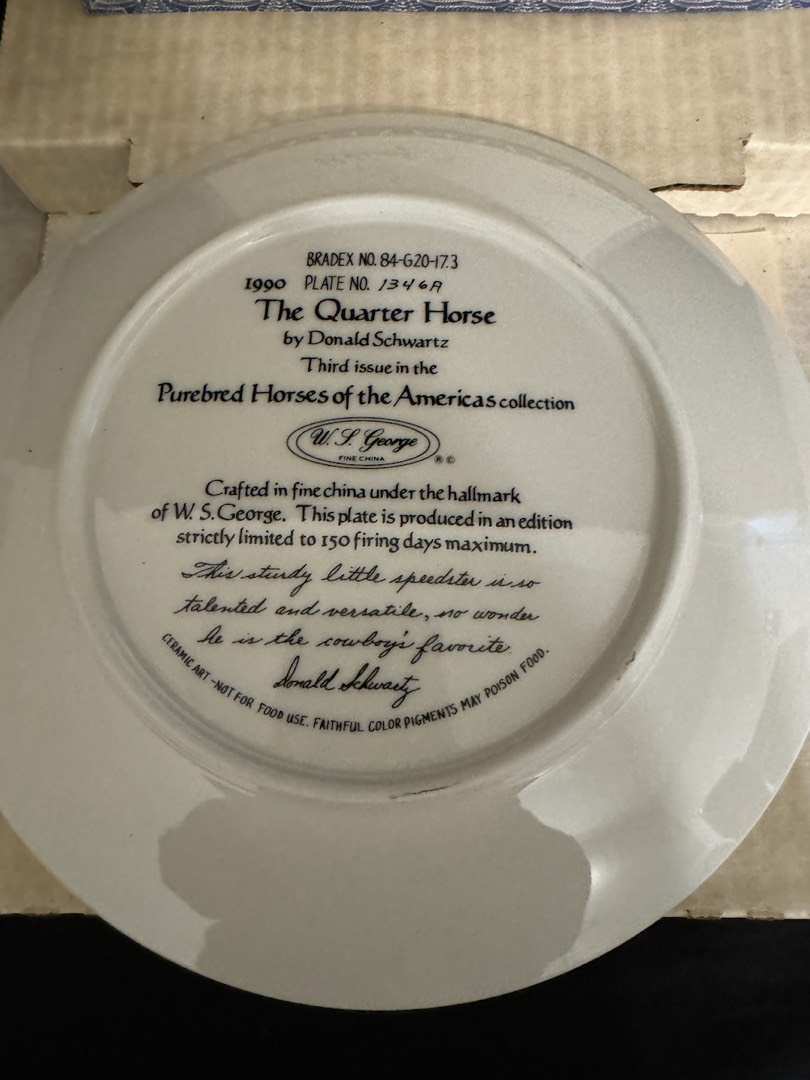 BRADEX NO. 84-G20-17.3
1990 PLATE NO. 1346A
The Quarter Horse
by Donald Schwartz
Third issue in the
Purebred Horses of the Americas collection
W. S. George
FINE CHINA
® ©
Crafted in fine china under the hallmark
of W. S. George. This plate is produced in an edition
strictly limited to 150 firing days maximum.
This sturdy little speedster is so
talented and versatile, no wonder
he is the cowboy's favorite.
Donald Schwartz
CERAMIC ART -NOT FOR FOOD USE. FAITHFUL COLOR PIGMENTS MAY POISON FOOD.